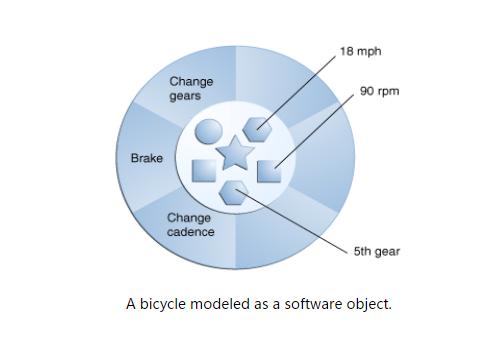 18 mph
Change
gears
90 rpm
Brake
Change
cadence
5th gear
A bicycle modeled as a software object.